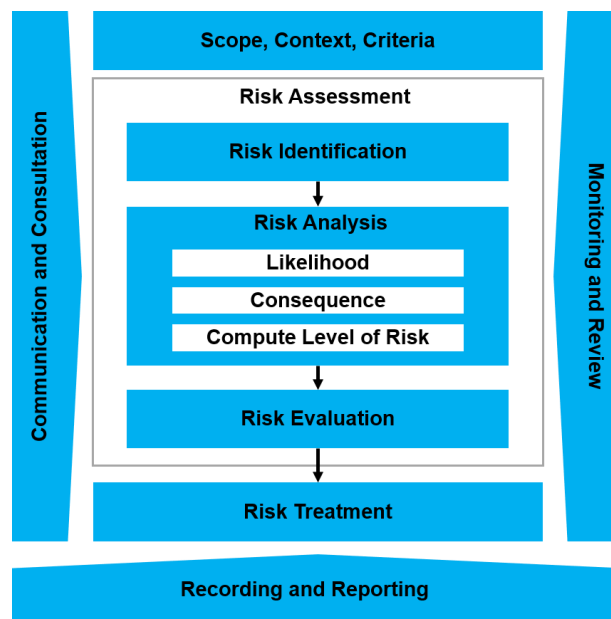 Scope, Context, Criteria
Risk Assessment
Risk Identification
Risk Analysis
Likelihood
Consequence
Compute Level of Risk
Risk Evaluation
Risk Treatment
Communication and Consultation
Monitoring and Review
Recording and Reporting